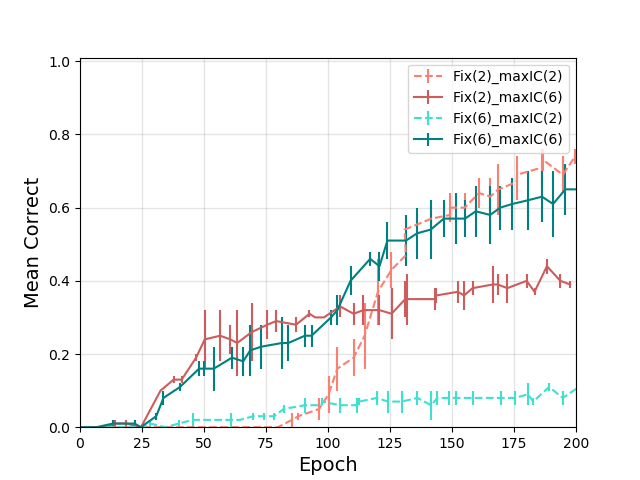 1.0
0.8
0.6
0.4
0.2
0.0
Mean Correct
Fix(2)_maxIC(2)
Fix(2)_maxIC(6)
Fix(6)_maxIC(2)
Fix(6)_maxIC(6)
0 25 50 75 100 125 150 175 200
Epoch